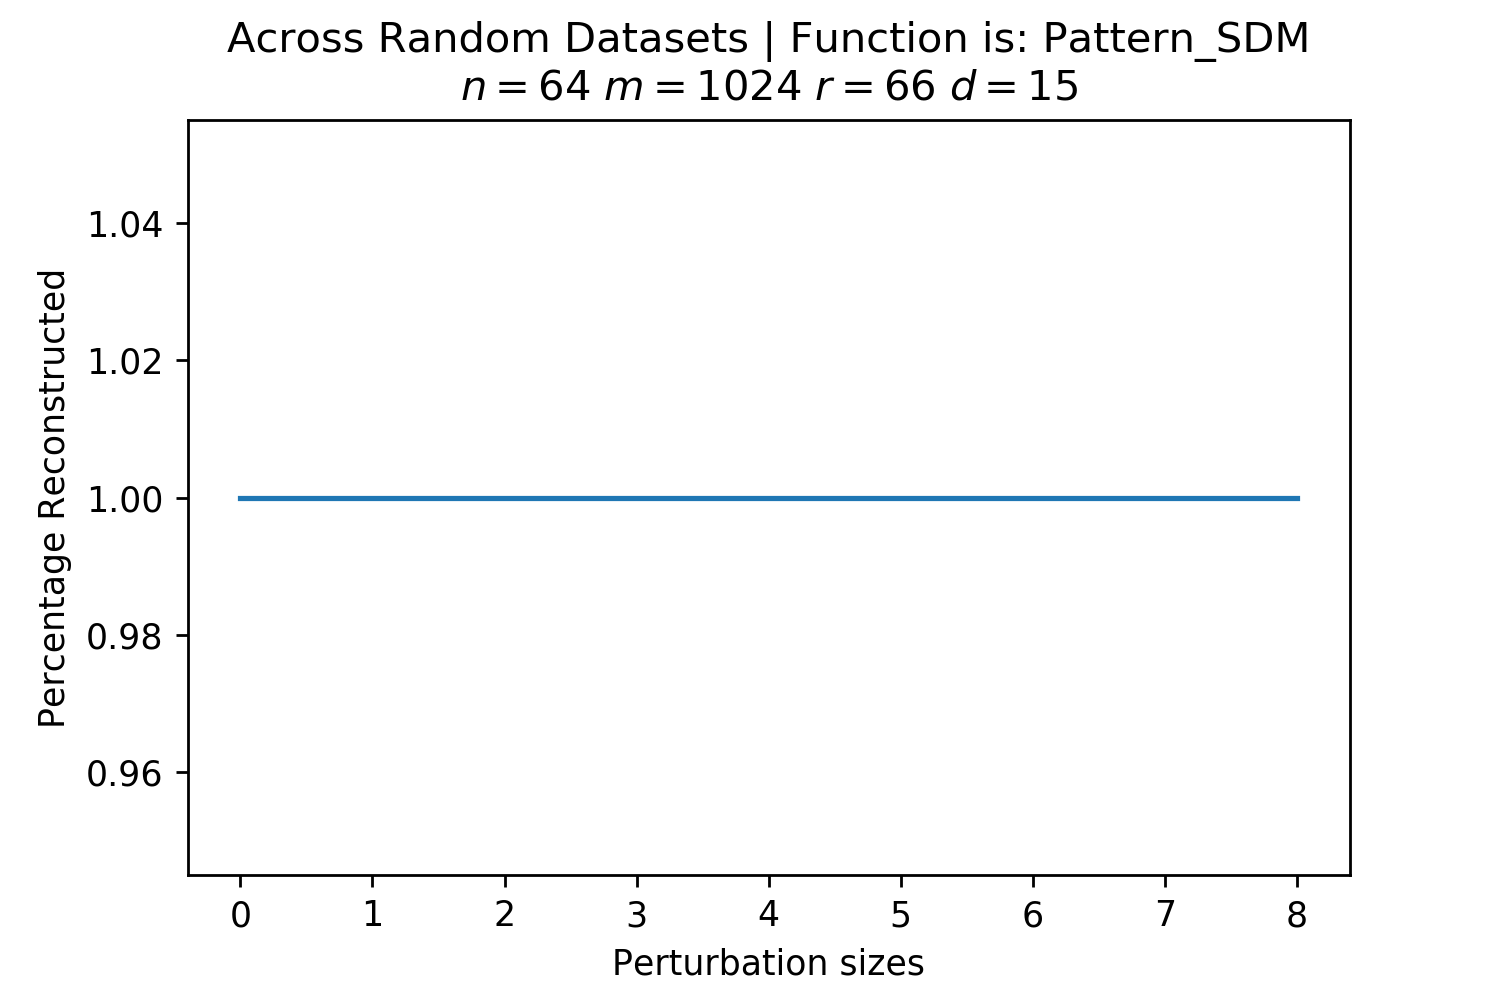 Across Random Datasets | Function is: Pattern_SDM
n = 64 m = 1024 r = 66 d = 15
Percentage Reconstructed
1.04
1.02
1.00
0.98
0.96
0 1 2 3 4 5 6 7 8
Perturbation sizes